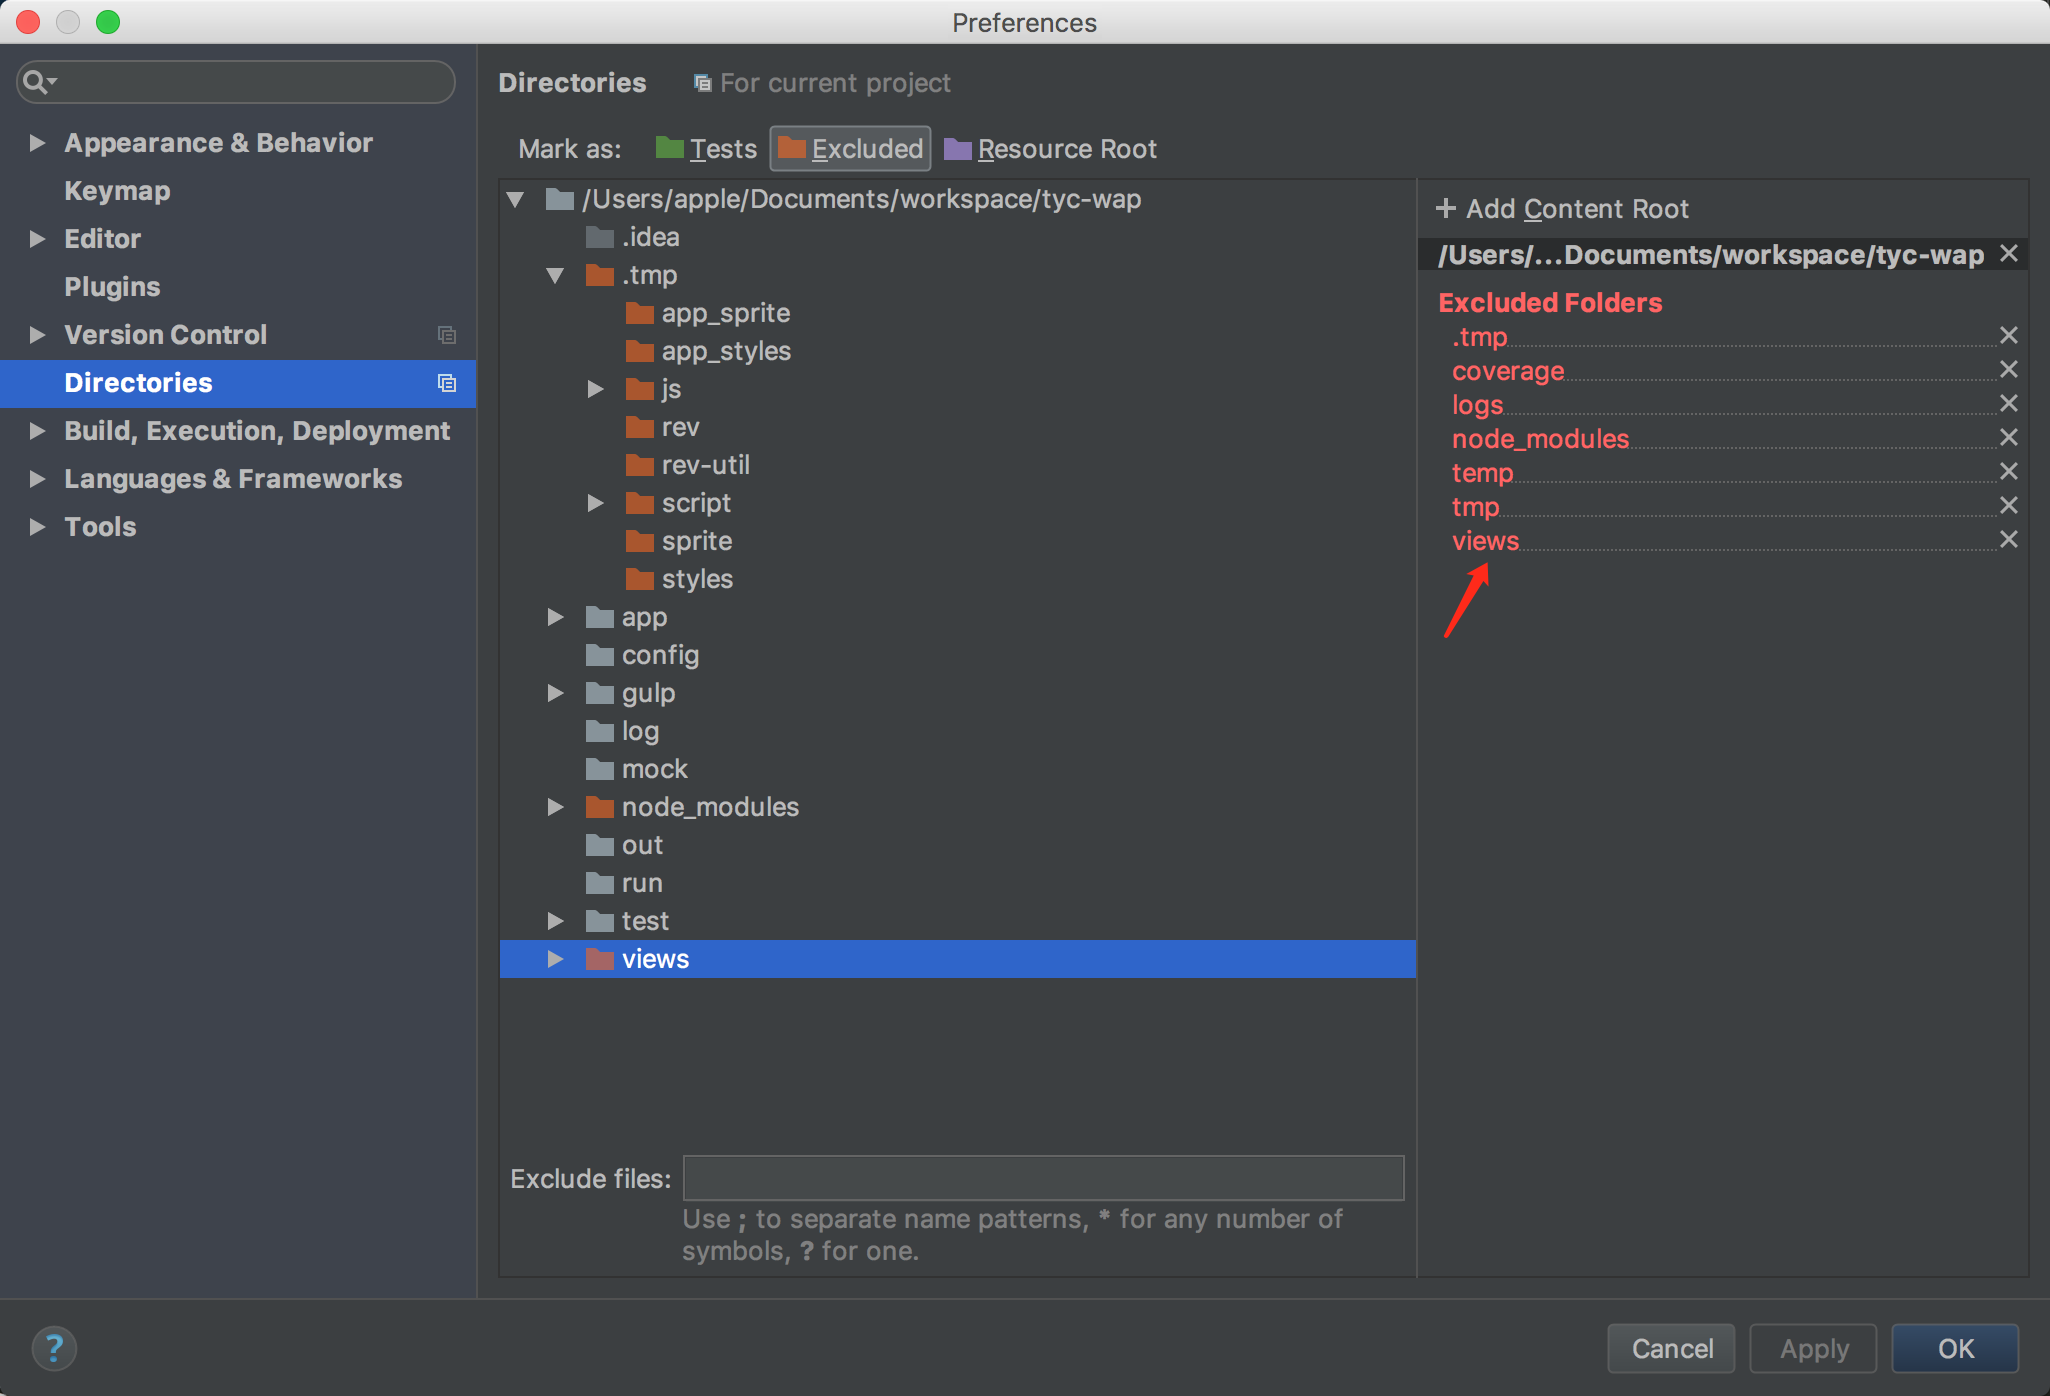 Preferences
Appearance & Behavior
Keymap
Editor
Plugins
Version Control
Directories
Build, Execution, Deployment
Languages & Frameworks
Tools
Directories For current project
Mark as: Tests Excluded Resource Root
/Users/apple/Documents/workspace/tyc-wap
.idea
.tmp
app_sprite
app_styles
js
rev
rev-util
script
sprite
styles
app
config
gulp
log
mock
node_modules
out
run
test
views
Exclude files:
Use ; to separate name patterns, * for any number of
symbols, ? for one.
+ Add Content Root
/Users/...Documents/workspace/tyc-wap
Excluded Folders
.tmp
coverage
logs
node_modules
temp
tmp
views
?
Cancel Apply OK